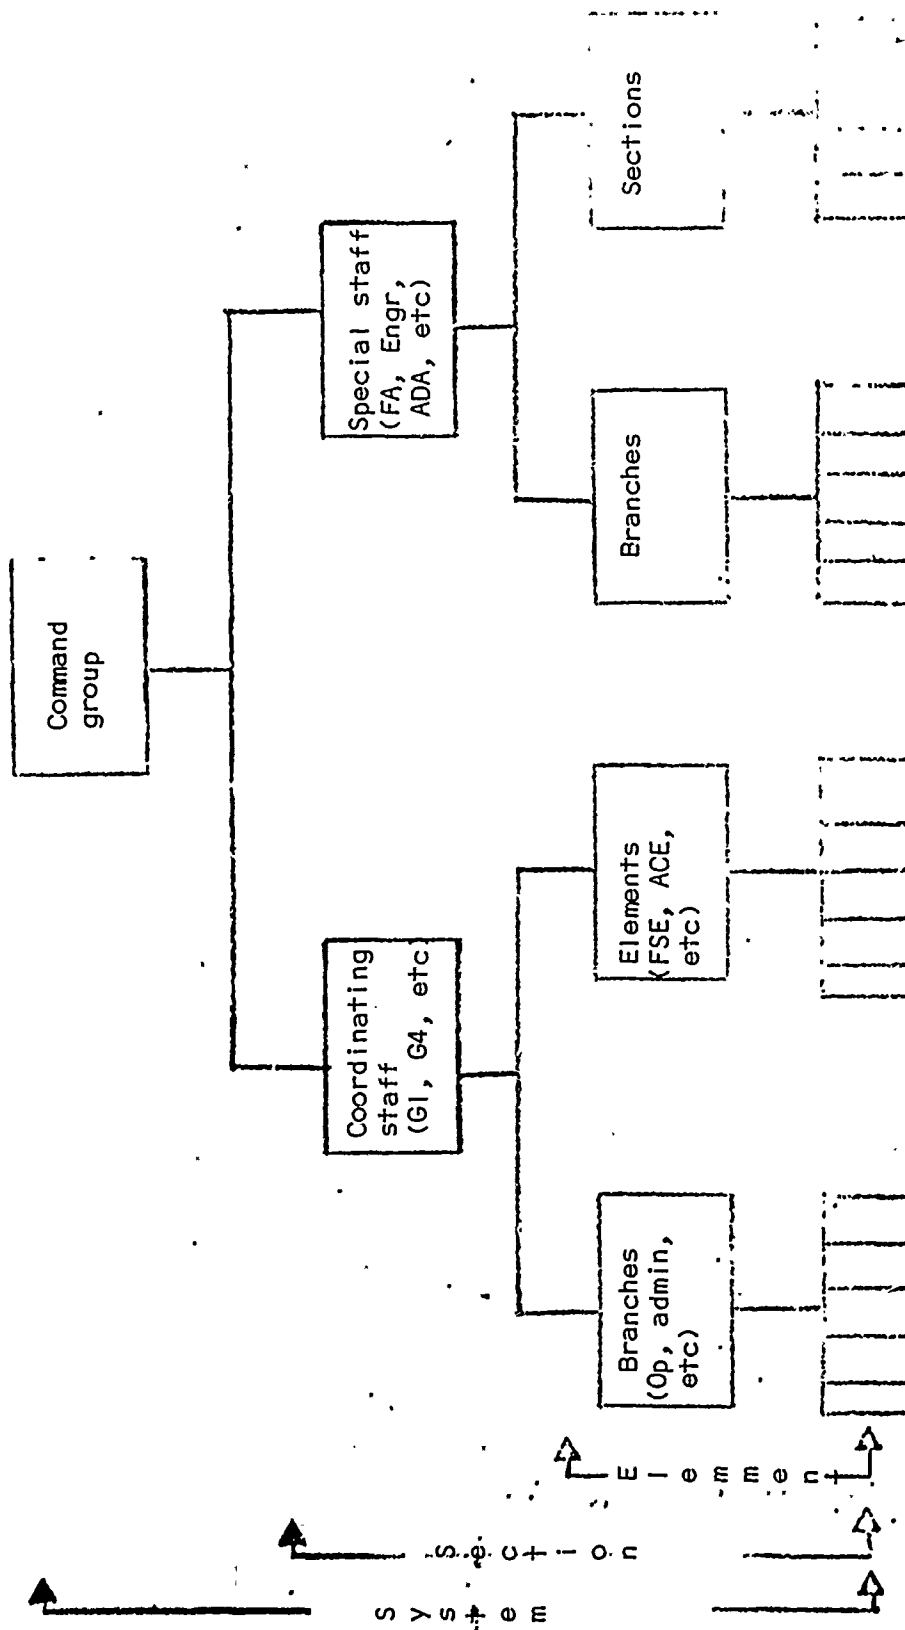 Command
group
Coordinating
staff
(G1, G4, etc)
Special staff
(FA, Engr,
ADA, etc)
Branches
(Op, admin,
etc)
Elements
(FSE, ACE,
etc)
Branches
Sections
System
Section
Elemment